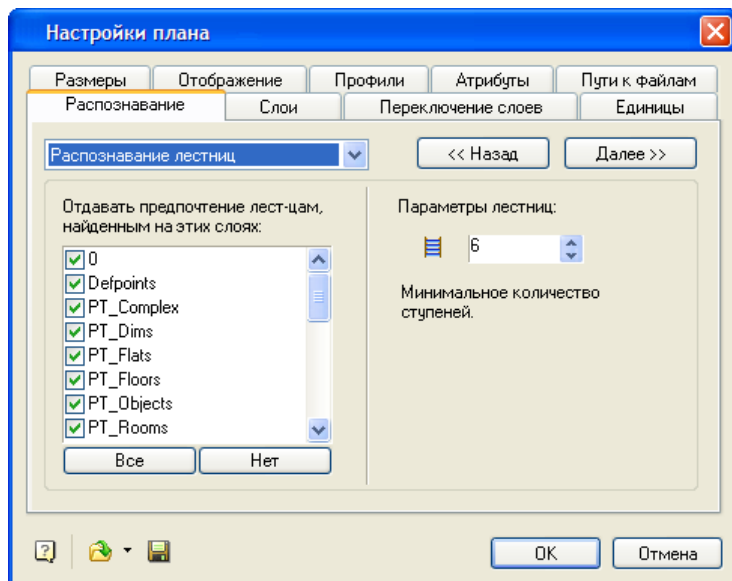 Настройки плана
Размеры
Отображение
Профили
Атрибуты
Пути к файлам
Распознавание
Слои
Переключение слоев
Единицы
Распознавание лестниц
<< Назад
Далее >>
Отдавать предпочтение лест-цам,
найденным на этих слоях:
0
Defpoints
PT_Complex
PT_Dims
PT_Flats
PT_Floors
PT_Objects
PT_Rooms
Все
Нет
Параметры лестниц:
6
Минимальное количество
ступеней.
?
OK
Отмена